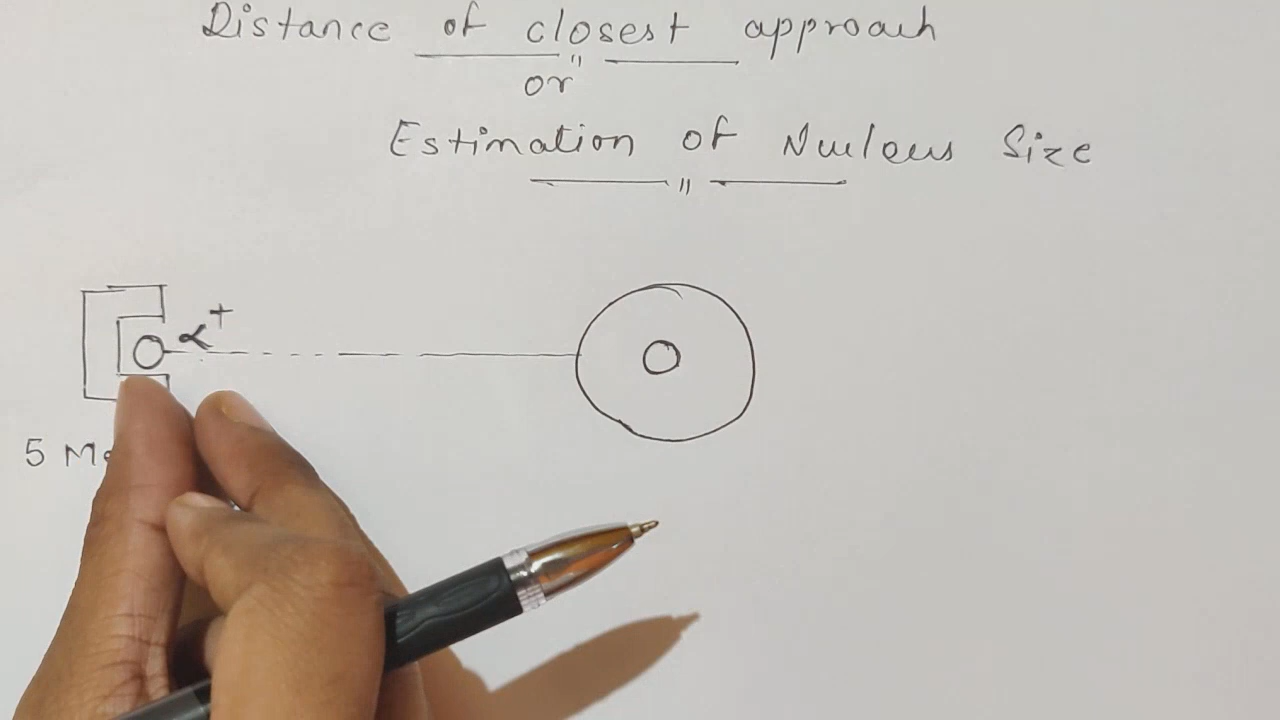 Distance of closest approach
or
Estimation of Nucleus Size
α+
5